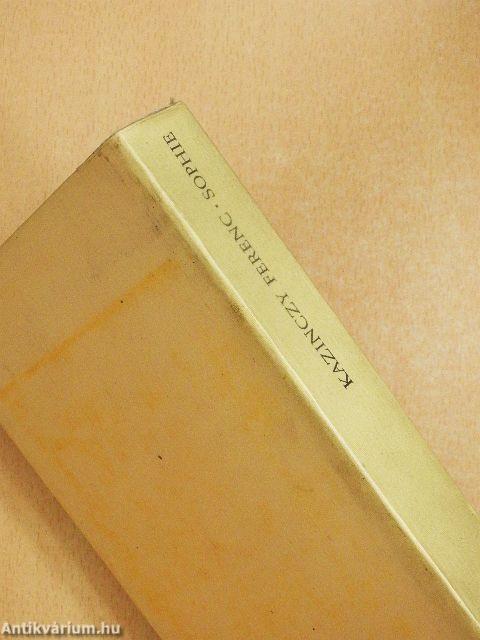 KAZINCZY FERENC · SOPHIE
Antikvárium.hu